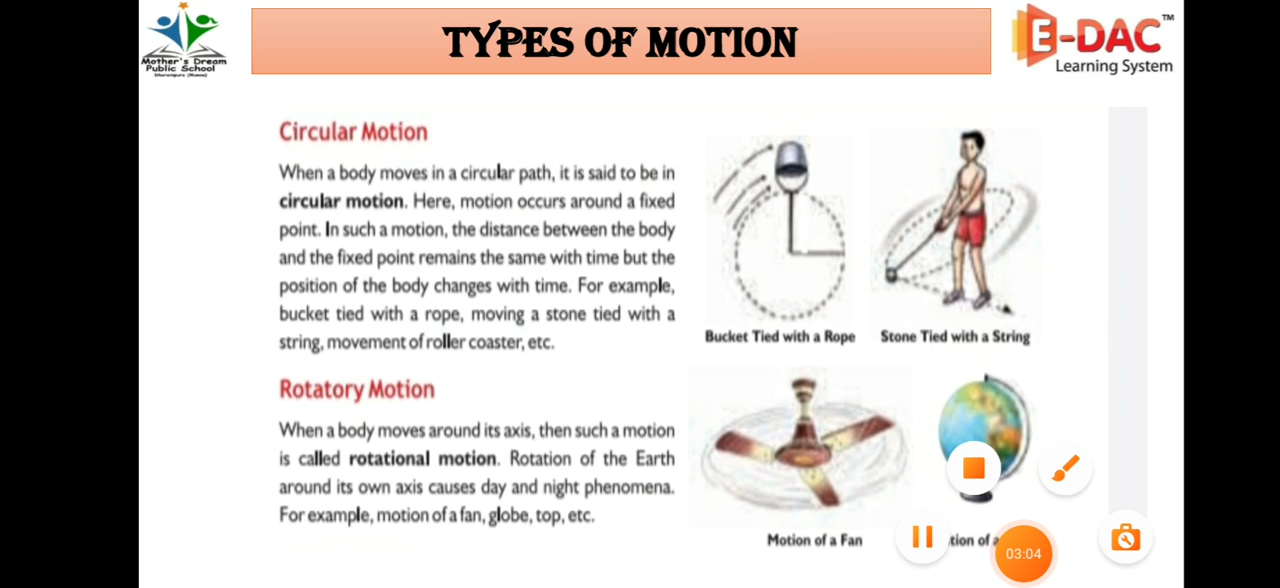 Mother's Dream
Public School
TYPES OF MOTION
E-DAC™
Learning System
Circular Motion
When a body moves in a circular path, it is said to be in
circular motion. Here, motion occurs around a fixed
point. In such a motion, the distance between the body
and the fixed point remains the same with time but the
position of the body changes with time. For example,
bucket tied with a rope, moving a stone tied with a
string, movement of roller coaster, etc.
Bucket Tied with a Rope
Stone Tied with a String
Rotatory Motion
When a body moves around its axis, then such a motion
is called rotational motion. Rotation of the Earth
around its own axis causes day and night phenomena.
For example, motion of a fan, globe, top, etc.
Motion of a Fan
tion of a
03:04